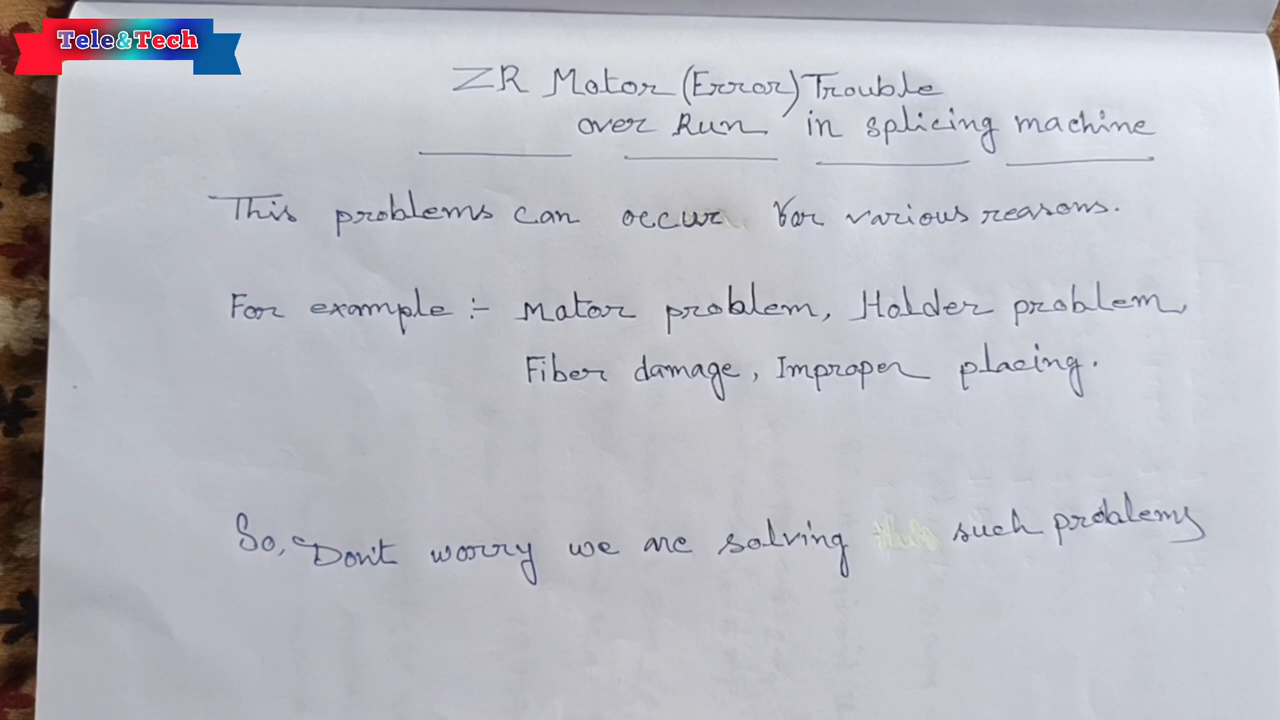 Tele&Tech
ZR Motor (Error) Trouble
over Run in splicing machine
This problems can occur for various reasons.
For example :- Motor problem, Holder problem,
Fiber damage, Improper placing.
So, Don't worry we are solving such problems